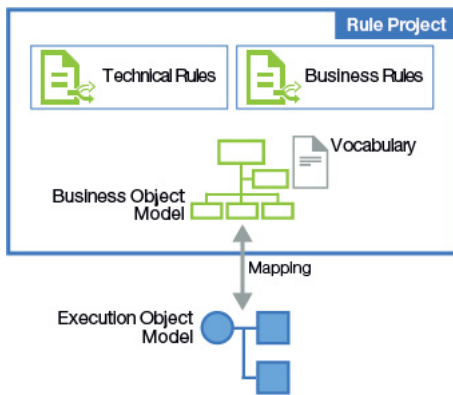 Rule Project
Technical Rules
Business Rules
Vocabulary
Business Object
Model
Mapping
Execution Object
Model